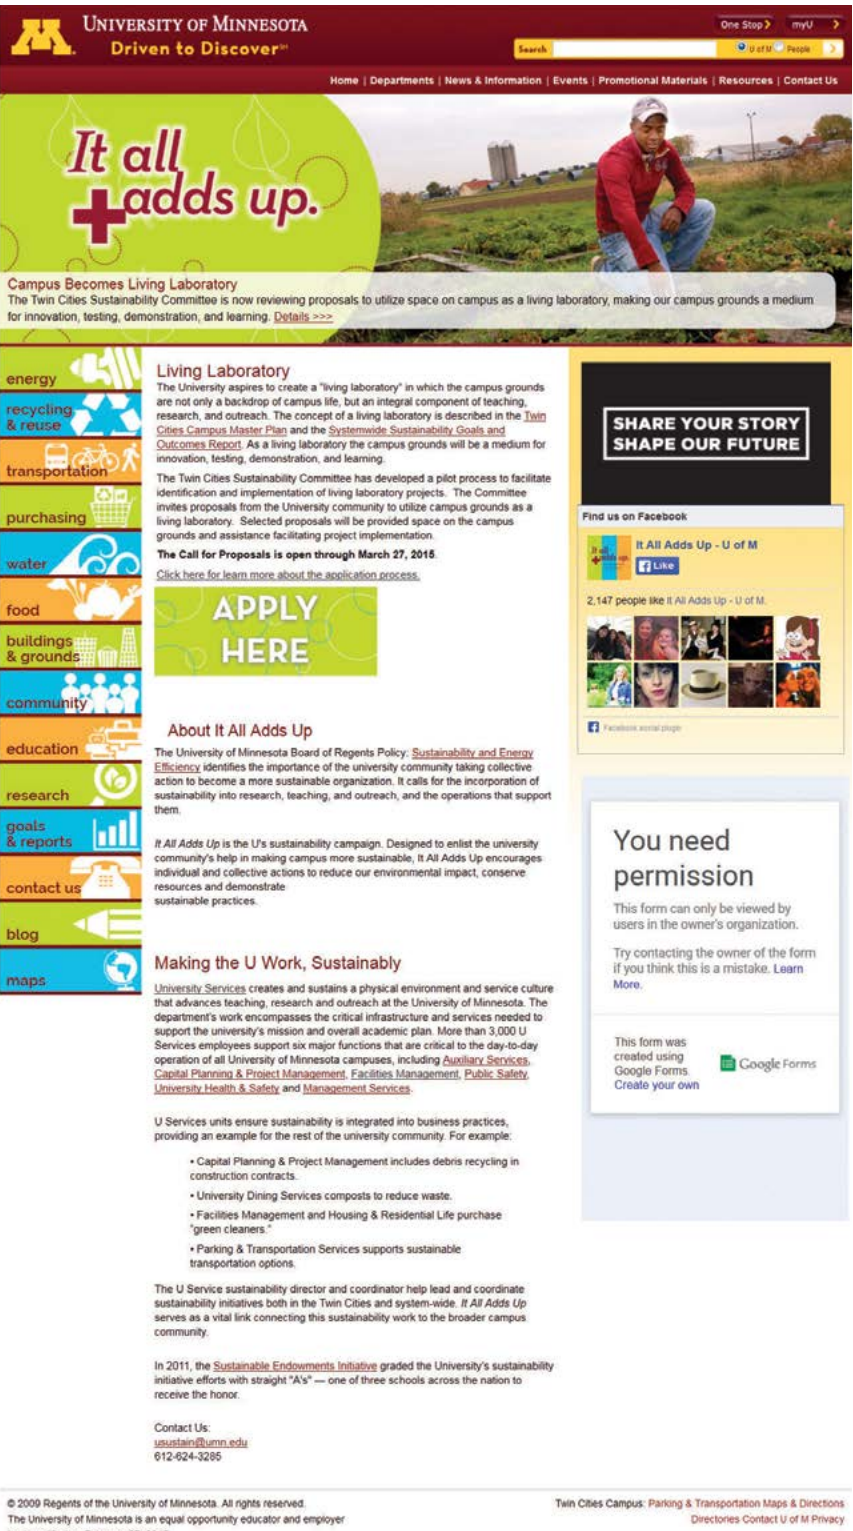 UNIVERSITY OF MINNESOTA
Driven to Discover
One Stop
myU
Search
U of M
People
Home | Departments | News & Information | Events | Promotional Materials | Resources | Contact Us
It all
+adds up.
Campus Becomes Living Laboratory
The Twin Cities Sustainability Committee is now reviewing proposals to utilize space on campus as a living laboratory, making our campus grounds a medium
for innovation, testing, demonstration, and learning. Details >>>
energy
recycling
& reuse
transportation
purchasing
water
food
buildings
& grounds
community
education
research
goals
& reports
contact us
blog
maps
Living Laboratory
The University aspires to create a "living laboratory" in which the campus grounds
are not only a backdrop of campus life, but an integral component of teaching,
research, and outreach. The concept of a living laboratory is described in the Twin
Cities Campus Master Plan and the Systemwide Sustainability Goals and
Outcomes Report. As a living laboratory the campus grounds will be a medium for
innovation, testing, demonstration, and learning.
The Twin Cities Sustainability Committee has developed a pilot process to facilitate
identification and implementation of living laboratory projects. The Committee
invites proposals from the University community to utilize campus grounds as a
living laboratory. Selected proposals will be provided space on the campus
grounds and assistance facilitating project implementation.
The Call for Proposals is open through March 27, 2015.
Click here for learn more about the application process.
APPLY
HERE
About It All Adds Up
The University of Minnesota Board of Regents Policy: Sustainability and Energy
Efficiency identifies the importance of the university community taking collective
action to become a more sustainable organization. It calls for the incorporation of
sustainability into research, teaching, and outreach, and the operations that support
them.
It All Adds Up is the U's sustainability campaign. Designed to enlist the university
community's help in making campus more sustainable, It All Adds Up encourages
individual and collective actions to reduce our environmental impact, conserve
resources and demonstrate
sustainable practices.
Making the U Work, Sustainably
University Services creates and sustains a physical environment and service culture
that advances teaching, research and outreach at the University of Minnesota. The
department's work encompasses the critical infrastructure and services needed to
support the university's mission and overall academic plan. More than 3,000 U
Services employees support six major functions that are critical to the day-to-day
operation of all University of Minnesota campuses, including Auxiliary Services,
Capital Planning & Project Management, Facilities Management, Public Safety,
University Health & Safety and Management Services.
U Services units ensure sustainability is integrated into business practices,
providing an example for the rest of the university community. For example:
• Capital Planning & Project Management includes debris recycling in
construction contracts.
• University Dining Services composts to reduce waste.
• Facilities Management and Housing & Residential Life purchase
"green cleaners."
• Parking & Transportation Services supports sustainable
transportation options.
The U Service sustainability director and coordinator help lead and coordinate
sustainability initiatives both in the Twin Cities and system-wide. It All Adds Up
serves as a vital link connecting this sustainability work to the broader campus
community.
In 2011, the Sustainable Endowments Initiative graded the University's sustainability
initiative efforts with straight "A's" — one of three schools across the nation to
receive the honor.
Contact Us:
usustain@umn.edu
612-624-3285
SHARE YOUR STORY
SHAPE OUR FUTURE
Find us on Facebook
It All Adds Up - U of M
Like
2,147 people like It All Adds Up - U of M.
Facebook social plugin
You need
permission
This form can only be viewed by
users in the owner's organization.
Try contacting the owner of the form
if you think this is a mistake. Learn
More.
This form was
created using
Google Forms.
Create your own
Google Forms
© 2009 Regents of the University of Minnesota. All rights reserved.
The University of Minnesota is an equal opportunity educator and employer
Twin Cities Campus: Parking & Transportation Maps & Directions
Directories Contact U of M Privacy